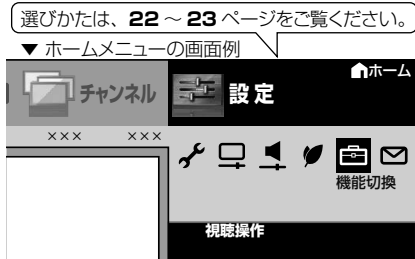 選びかたは、22～23ページをご覧ください。
▼ ホームメニューの画面例
ホーム
チャンネル
設定
××× ×××
機能切換
視聴操作